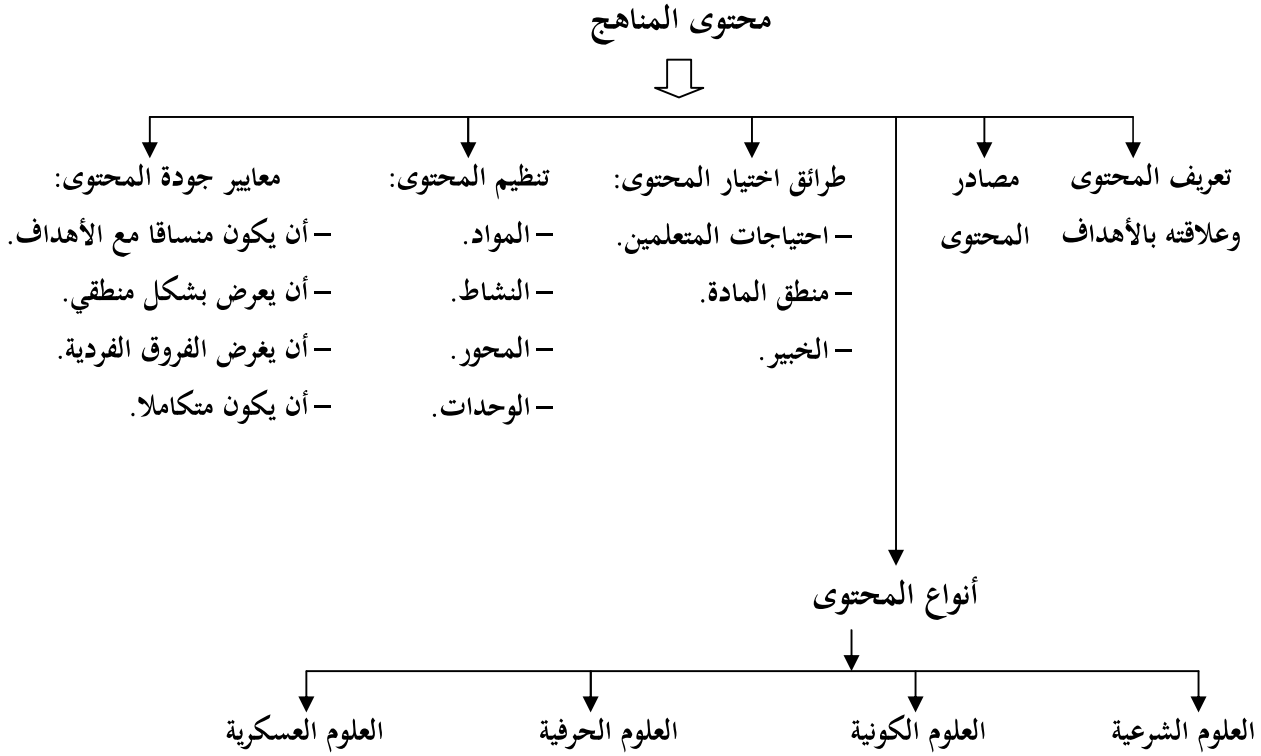 محتوى المناهج
تعريف المحتوى
وعلاقته بالأهداف
مصادر
المحتوى
طرائق اختيار المحتوى:
– احتياجات المتعلمين.
– منطق المادة.
– الخبير.
تنظيم المحتوى:
– المواد.
– النشاط.
– المحور.
– الوحدات.
معايير جودة المحتوى:
– أن يكون منساقا مع الأهداف.
– أن يعرض بشكل منطقي.
– أن يغرض الفروق الفردية.
– أن يكون متكاملا.
أنواع المحتوى
العلوم الشرعية
العلوم الكونية
العلوم الحرفية
العلوم العسكرية